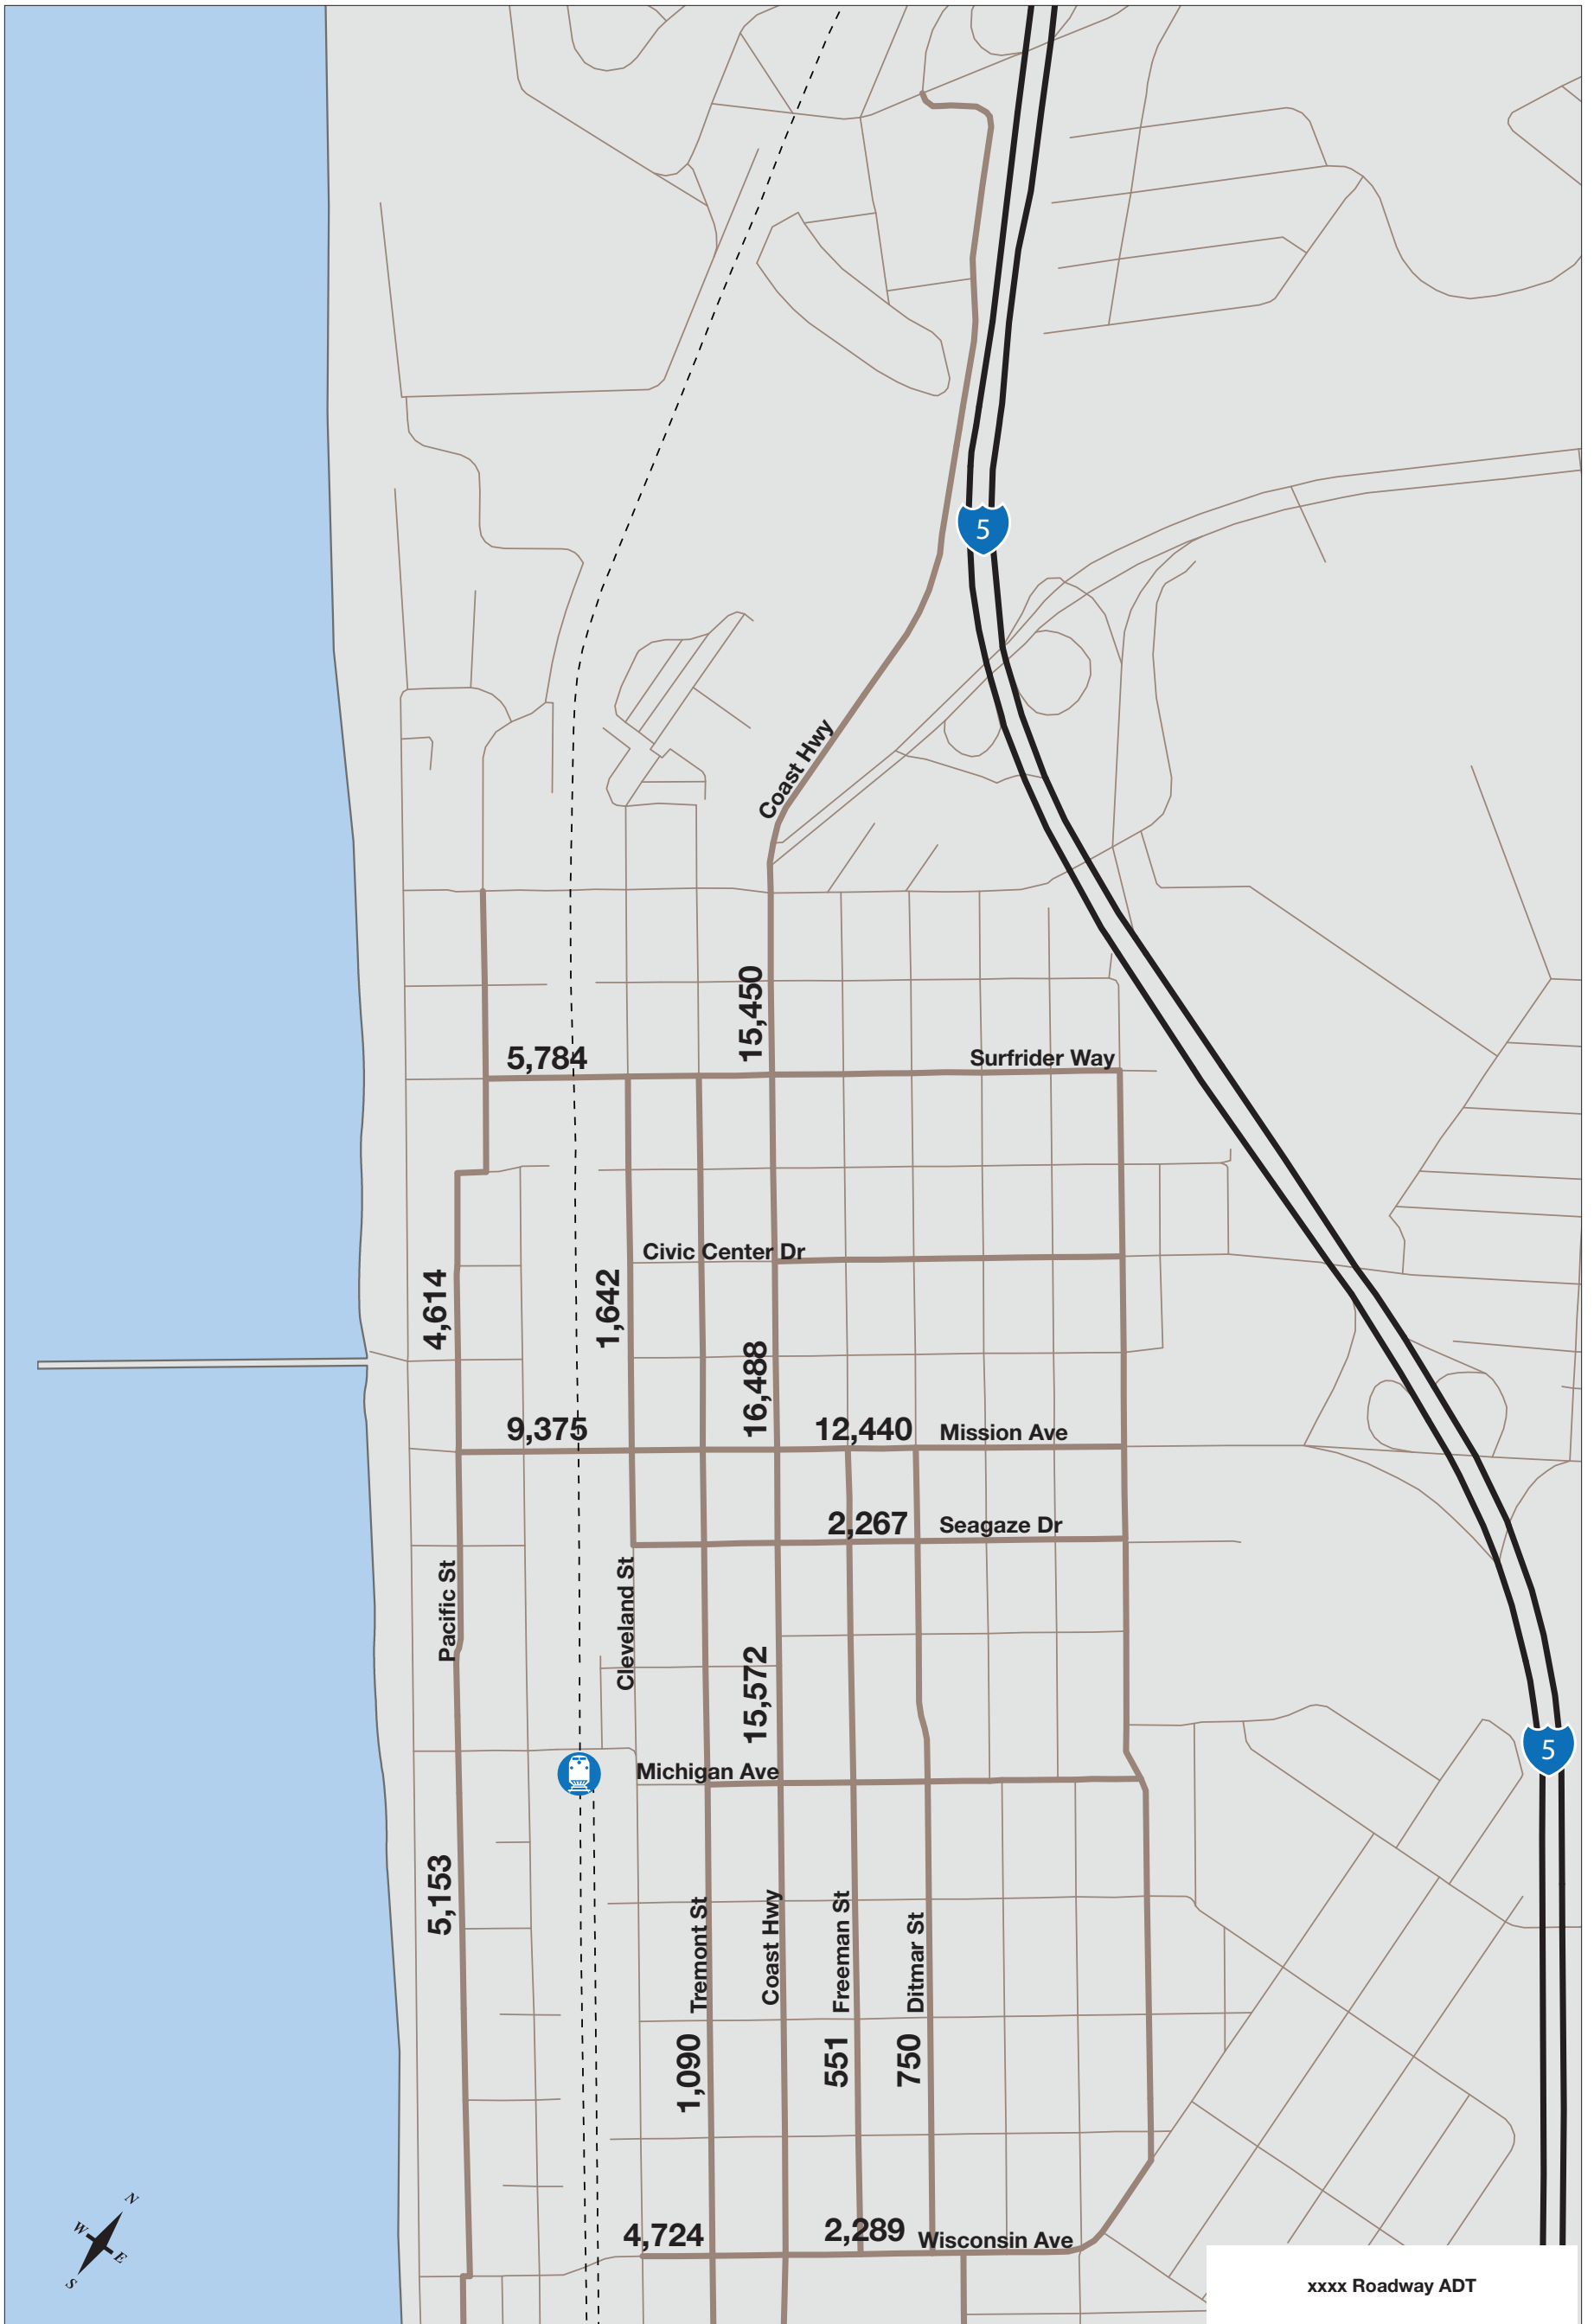 5
Coast Hwy
15,450
5,784
Surfrider Way
Civic Center Dr
4,614
1,642
16,488
9,375
12,440
Mission Ave
2,267
Seagaze Dr
Pacific St
Cleveland St
15,572
5
Michigan Ave
5,153
Tremont St
Coast Hwy
Freeman St
Ditmar St
1,090
551
750
N
W
E
S
4,724
2,289
Wisconsin Ave
xxxx Roadway ADT